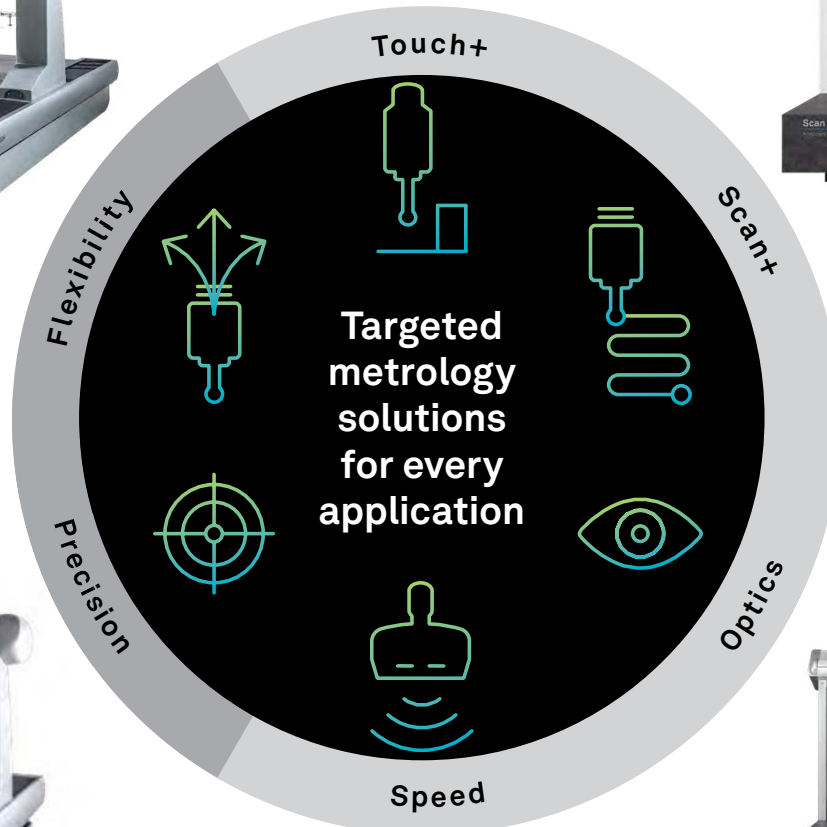 Touch+
Scan
Scan+
Flexibility
Targeted
metrology
solutions
for every
application
Precision
Optics
Speed